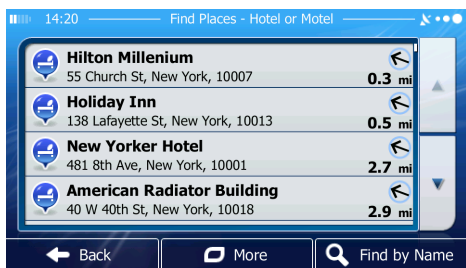 14:20 Find Places - Hotel or Motel
Hilton Millenium
55 Church St, New York, 10007 0.3 mi
Holiday Inn
138 Lafayette St, New York, 10013 0.5 mi
New Yorker Hotel
481 8th Ave, New York, 10001 2.7 mi
American Radiator Building
40 W 40th St, New York, 10018 2.9 mi
Back More Find by Name